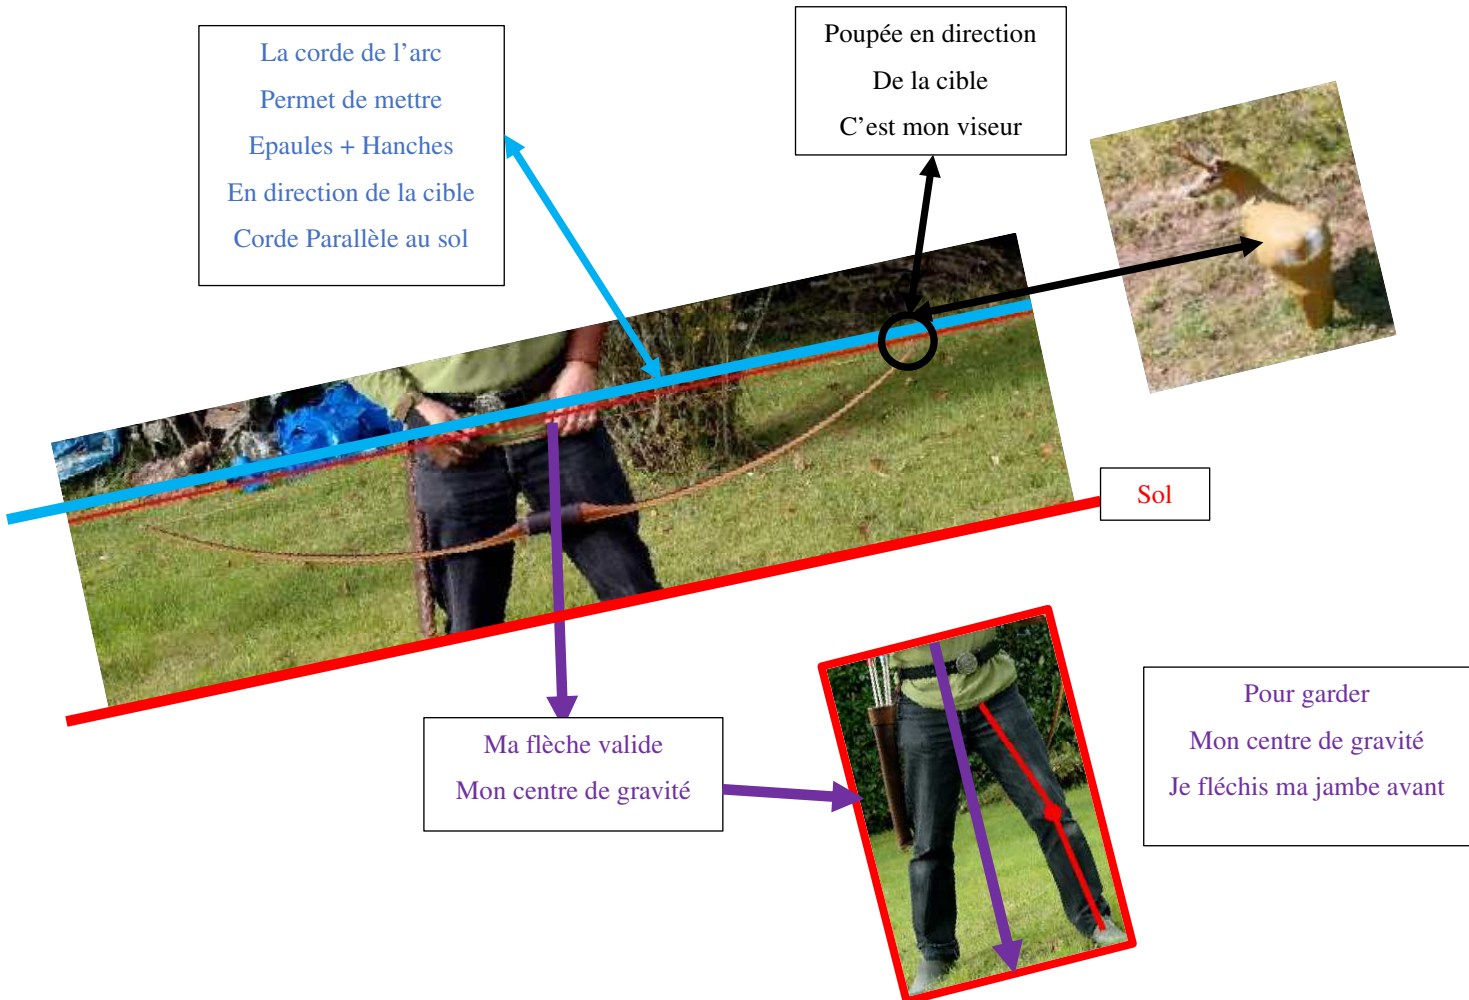 La corde de l’arc
Permet de mettre
Epaules + Hanches
En direction de la cible
Corde Parallèle au sol
Poupée en direction
De la cible
C’est mon viseur
Sol
Ma flèche valide
Mon centre de gravité
Pour garder
Mon centre de gravité
Je fléchis ma jambe avant